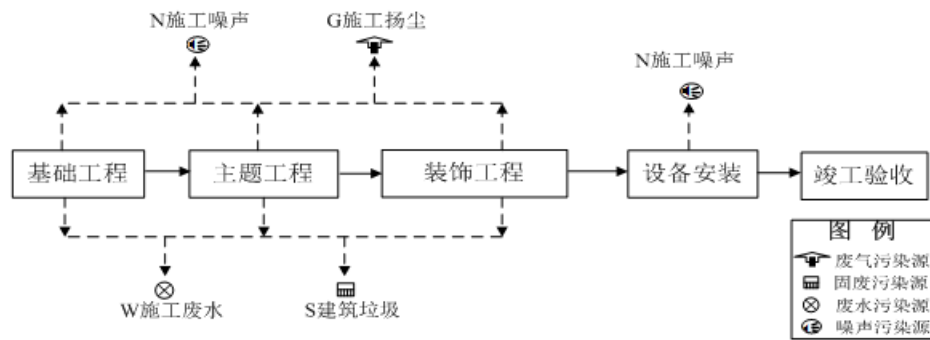 N施工噪声
G施工扬尘
N施工噪声
基础工程
主题工程
装饰工程
设备安装
竣工验收
W施工废水
S建筑垃圾
图 例
废气污染源
固废污染源
废水污染源
噪声污染源